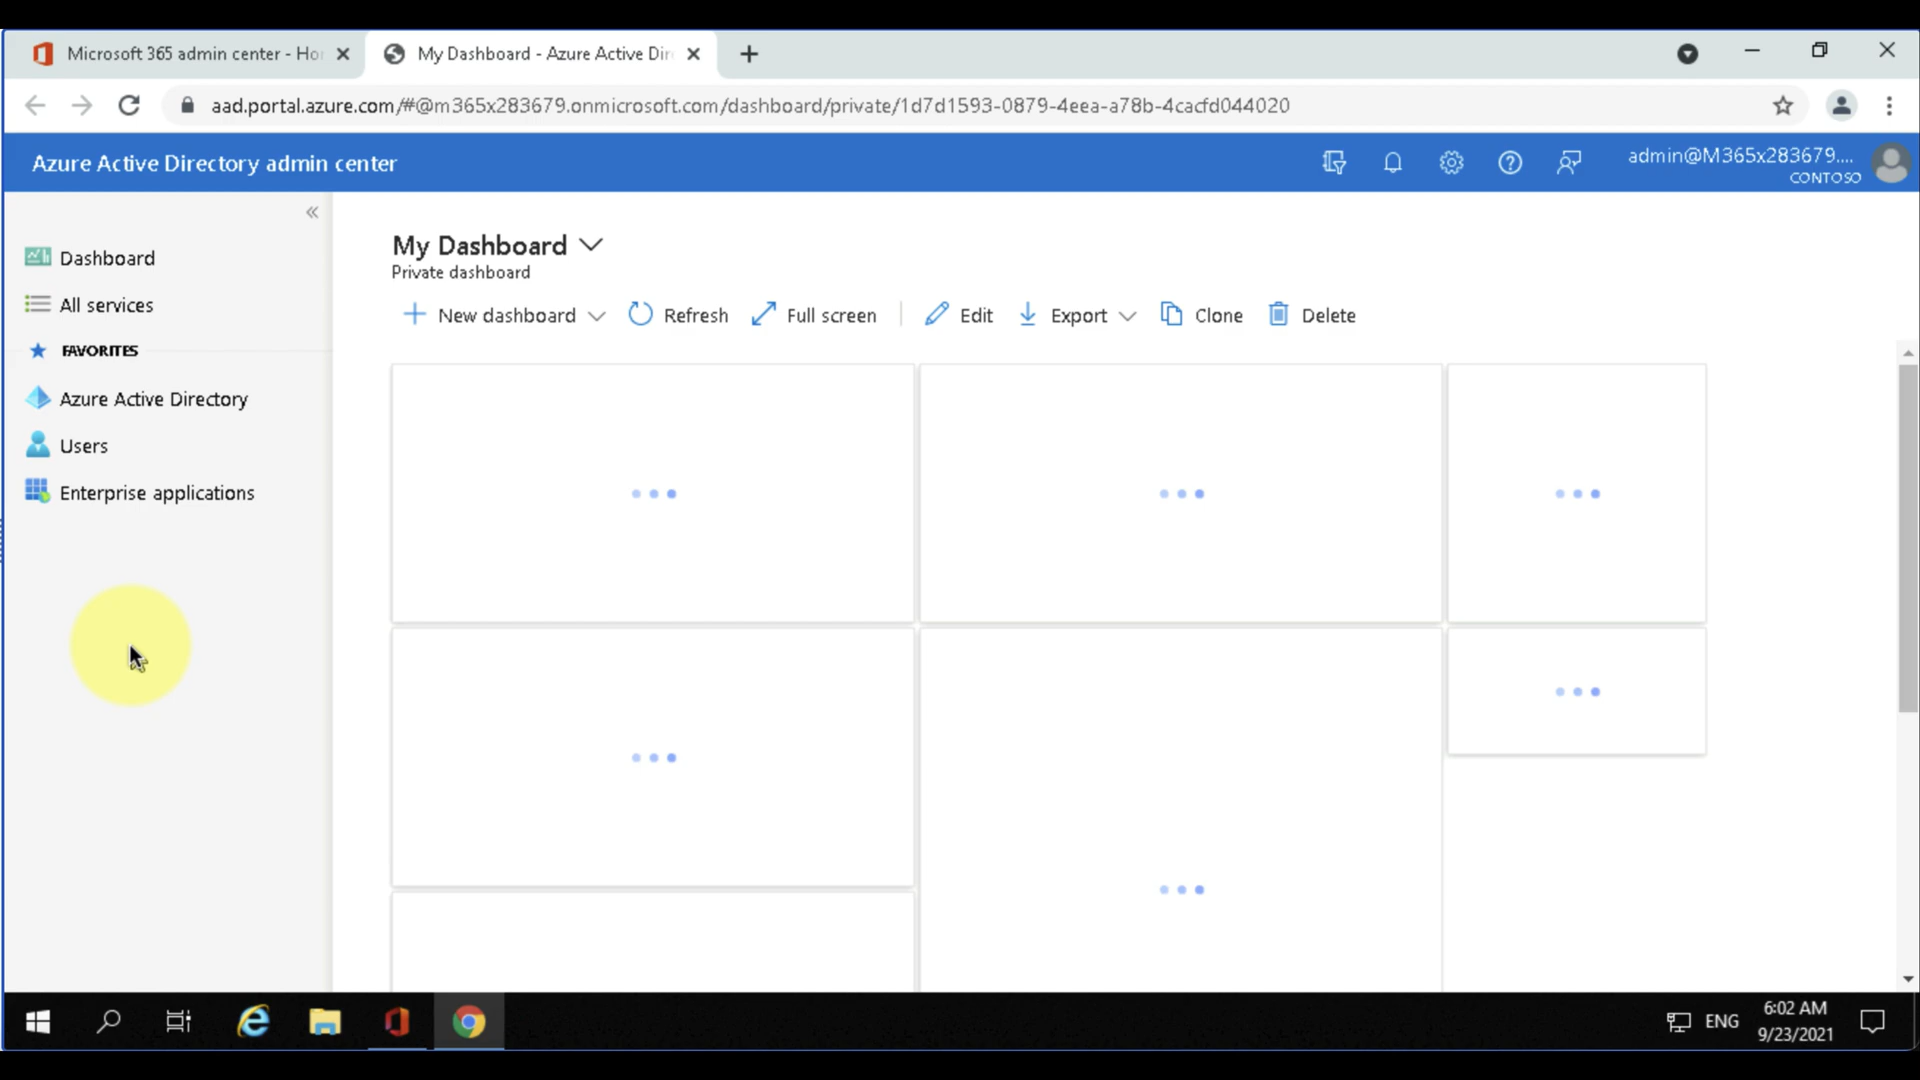 Microsoft 365 admin center - Ho
My Dashboard - Azure Active Dir
aad.portal.azure.com/#@m365x283679.onmicrosoft.com/dashboard/private/1d7d1593-0879-4eea-a78b-4cacfd044020
Azure Active Directory admin center
admin@M365x283679....
CONTOSO
Dashboard
All services
FAVORITES
Azure Active Directory
Users
Enterprise applications
My Dashboard
Private dashboard
New dashboard
Refresh
Full screen
Edit
Export
Clone
Delete
ENG
6:02 AM
9/23/2021